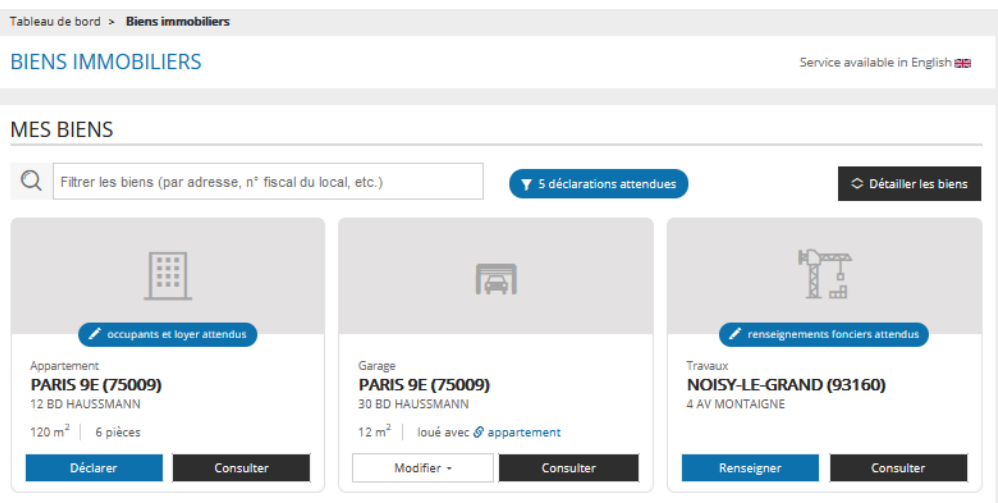 Tableau de bord > Biens immobiliers
BIENS IMMOBILIERS
Service available in English
MES BIENS
Filtrer les biens (par adresse, n° fiscal du local, etc.)
5 déclarations attendues
Détailler les biens
occupants et loyer attendus
Appartement
PARIS 9E (75009)
12 BD HAUSSMANN
120 m² | 6 pièces
Déclarer
Consulter
Garage
PARIS 9E (75009)
30 BD HAUSSMANN
12 m² | loué avec appartement
Modifier
Consulter
renseignements fonciers attendus
Travaux
NOISY-LE-GRAND (93160)
4 AV MONTAIGNE
Renseigner
Consulter